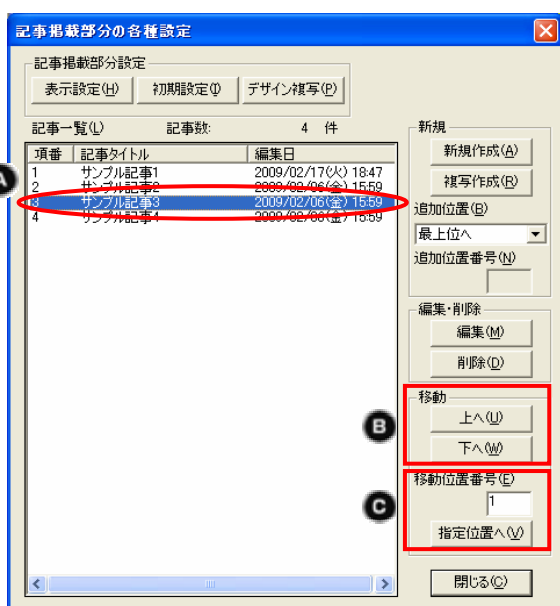 記事掲載部分の各種設定
記事掲載部分設定
表示設定(H) 初期設定(I) デザイン複写(P)
記事一覧(L) 記事数: 4 件
項番 記事タイトル 編集日
1 サンプル記事1 2009/02/17(火) 18:47
2 サンプル記事2 2009/02/06(金) 15:59
3 サンプル記事3 2009/02/06(金) 15:59
4 サンプル記事4 2009/02/06(金) 15:59
A
新規
新規作成(A)
複写作成(R)
追加位置(B)
最上位へ
追加位置番号(N)
編集・削除
編集(M)
削除(D)
移動
上へ(U)
B
下へ(W)
移動位置番号(E)
1
C
指定位置へ(V)
閉じる(C)